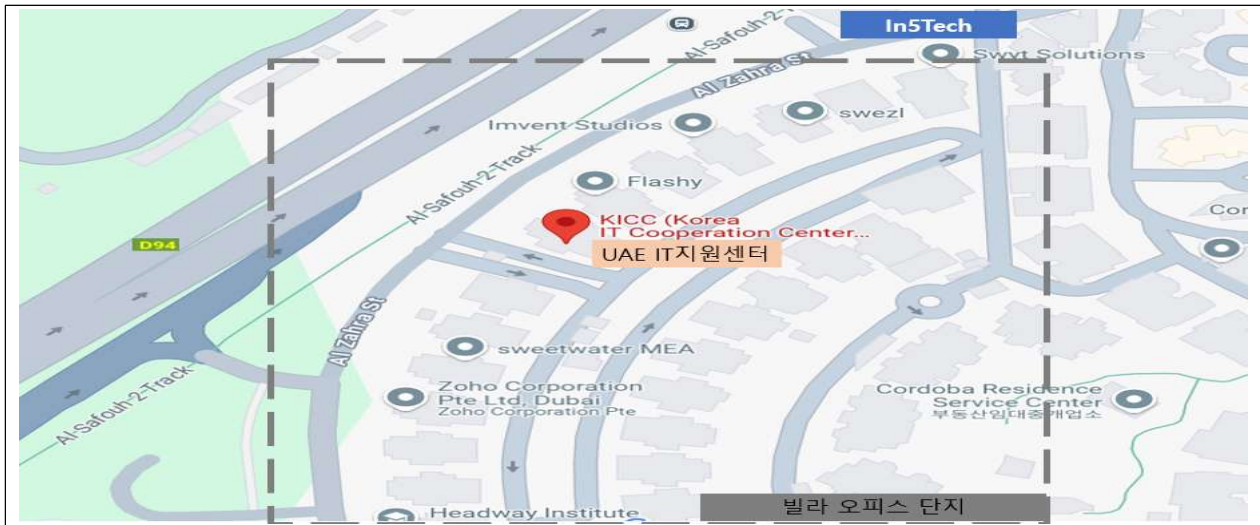 In5Tech
Al-Safouh-2-Track
Al Zahra St
Swyt Solutions
swezl
Imvent Studios
Al-Safouh-2-Track
Flashy
KICC (Korea
IT Cooperation Center...
UAE IT지원센터
D94
Cor
Al Zahra St
sweetwater MEA
Zoho Corporation
Pte Ltd, Dubai
Zoho Corporation Pte
Cordoba Residence
Service Center
부동산임대중개업소
Al-Safouh-2-Track
빌라 오피스 단지
Headway Institute